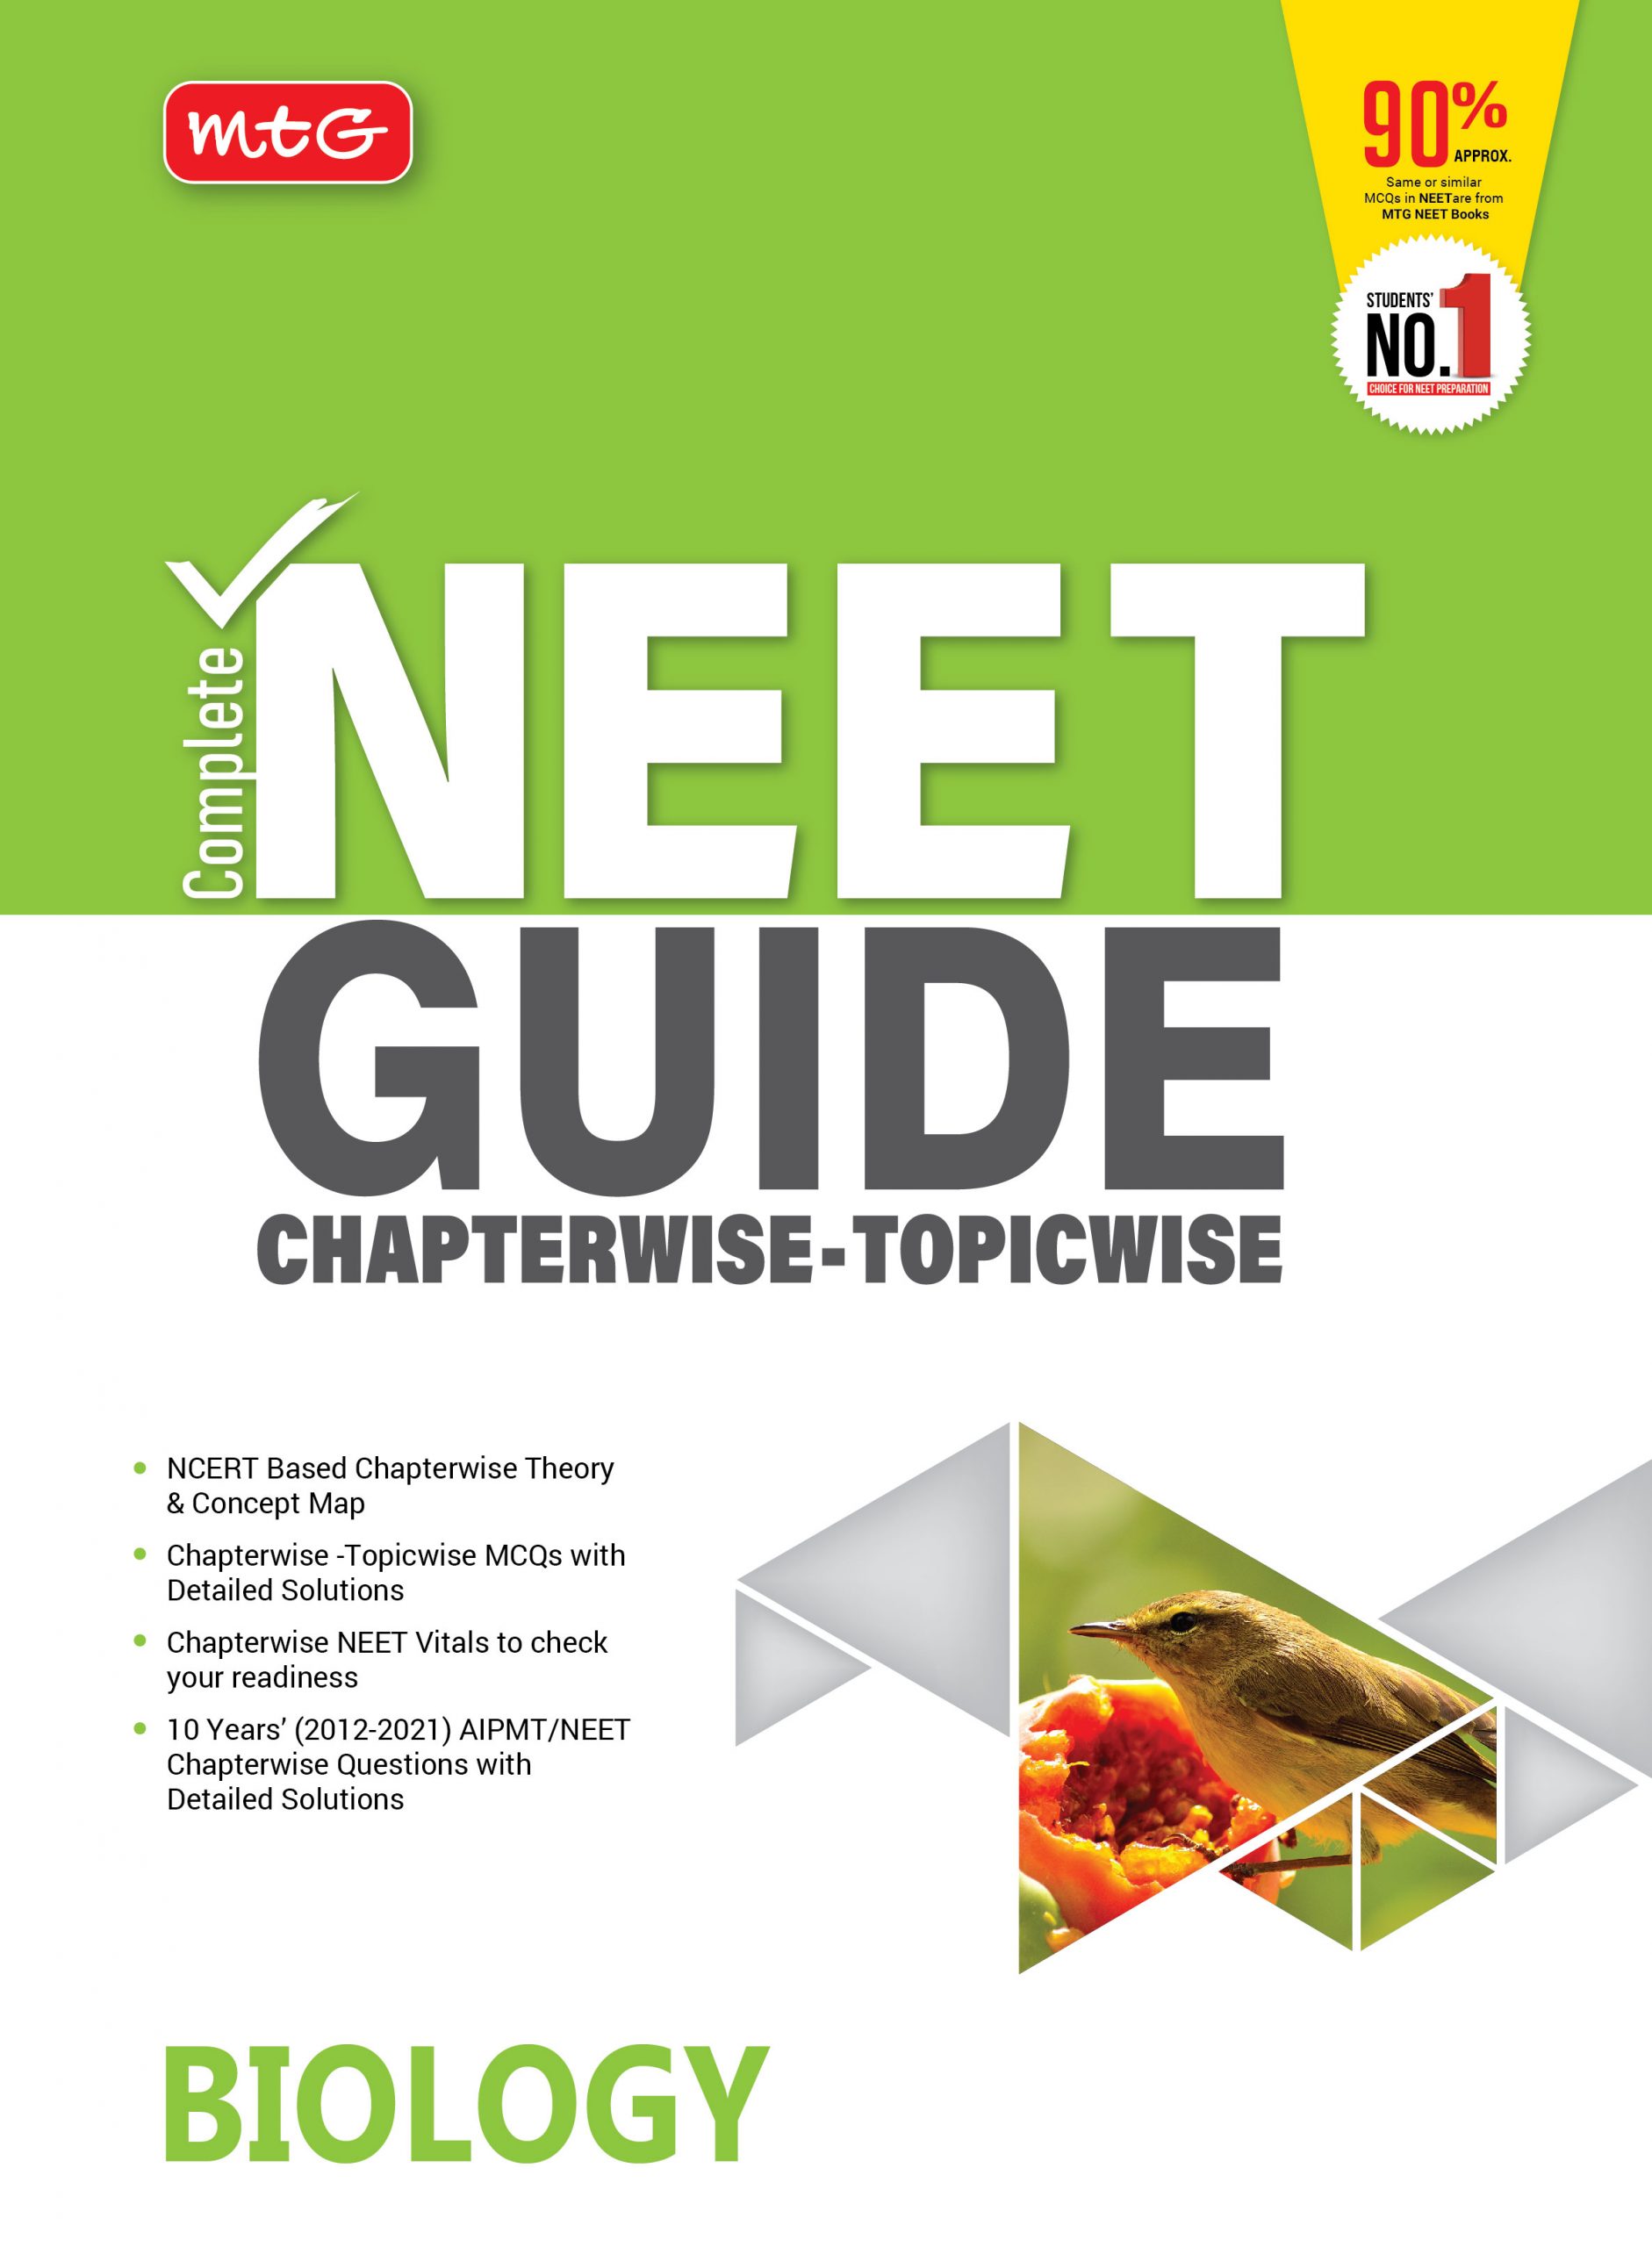 mtG
90%
APPROX.
Same or similar
MCQs in NEETare from
MTG NEET Books
STUDENTS'
NO.1
CHOICE FOR NEET PREPARATION
Complete
NEET
GUIDE
CHAPTERWISE-TOPICWISE
• NCERT Based Chapterwise Theory
& Concept Map
• Chapterwise -Topicwise MCQs with
Detailed Solutions
• Chapterwise NEET Vitals to check
your readiness
• 10 Years' (2012-2021) AIPMT/NEET
Chapterwise Questions with
Detailed Solutions
BIOLOGY